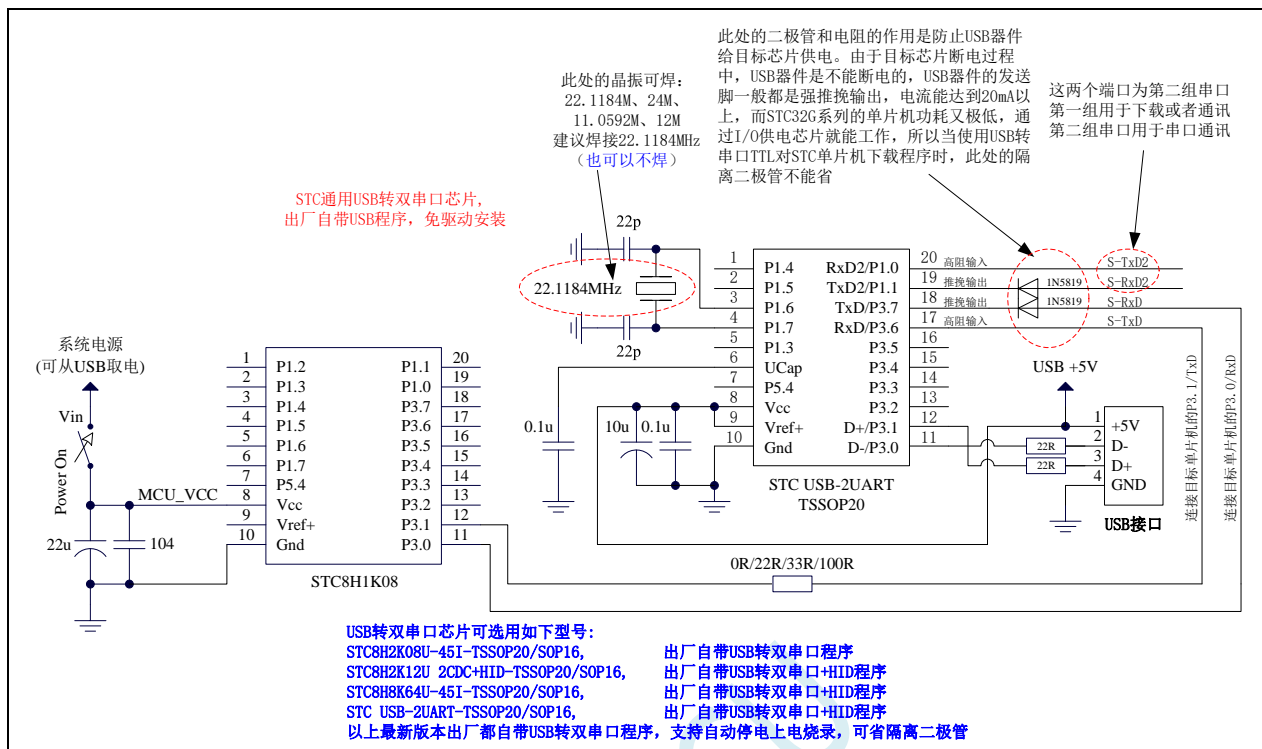 此处的二极管和电阻的作用是防止USB器件
给目标芯片供电。由于目标芯片断电过程
中，USB器件是不能断电的，USB器件的发送
脚一般都是强推挽输出，电流能达到20mA以
上，而STC32G系列的单片机功耗又极低，通
过I/O供电芯片就能工作，所以当使用USB转
串口TTL对STC单片机下载程序时，此处的隔
离二极管不能省
此处的晶振可焊：
22.1184M、24M、
11.0592M、12M
建议焊接22.1184MHz
（也可以不焊）
这两个端口为第二组串口
第一组用于下载或者通讯
第二组串口用于串口通讯
STC通用USB转双串口芯片，
出厂自带USB程序，免驱动安装
22p
22.1184MHz
22p
1 P1.4
2 P1.5
3 P1.6
4 P1.7
5 P1.3
6 UCap
7 P5.4
8 Vcc
9 Vref+
10 Gnd
RxD2/P1.0 20 高阻输入 S-TxD2
TxD2/P1.1 19 推挽输出 1N5819 S-RxD2
TxD/P3.7 18 推挽输出 1N5819 S-RxD
RxD/P3.6 17 高阻输入 S-TxD
P3.5 16
P3.4 15
P3.3 14
P3.2 13
D+/P3.1 12
D-/P3.0 11
STC USB-2UART
TSSOP20
0.1u
10u
0.1u
22R
22R
USB +5V
1 +5V
2 D-
3 D+
4 GND
USB接口
连接目标单片机的P3.1/TxD
连接目标单片机的P3.0/RxD
系统电源
(可从USB取电)
Vin
Power On
MCU_VCC
22u
104
1 P1.2
2 P1.3
3 P1.4
4 P1.5
5 P1.6
6 P1.7
7 P5.4
8 Vcc
9 Vref+
10 Gnd
P1.1 20
P1.0 19
P3.7 18
P3.6 17
P3.5 16
P3.4 15
P3.3 14
P3.2 13
P3.1 12
P3.0 11
STC8H1K08
0R/22R/33R/100R
USB转双串口芯片可选用如下型号：
STC8H2K08U-45I-TSSOP20/SOP16, 出厂自带USB转双串口程序
STC8H2K12U 2CDC+HID-TSSOP20/SOP16, 出厂自带USB转双串口+HID程序
STC8H8K64U-45I-TSSOP20/SOP16, 出厂自带USB转双串口+HID程序
STC USB-2UART-TSSOP20/SOP16, 出厂自带USB转双串口+HID程序
以上最新版本出厂都自带USB转双串口程序，支持自动停电上电烧录，可省隔离二极管